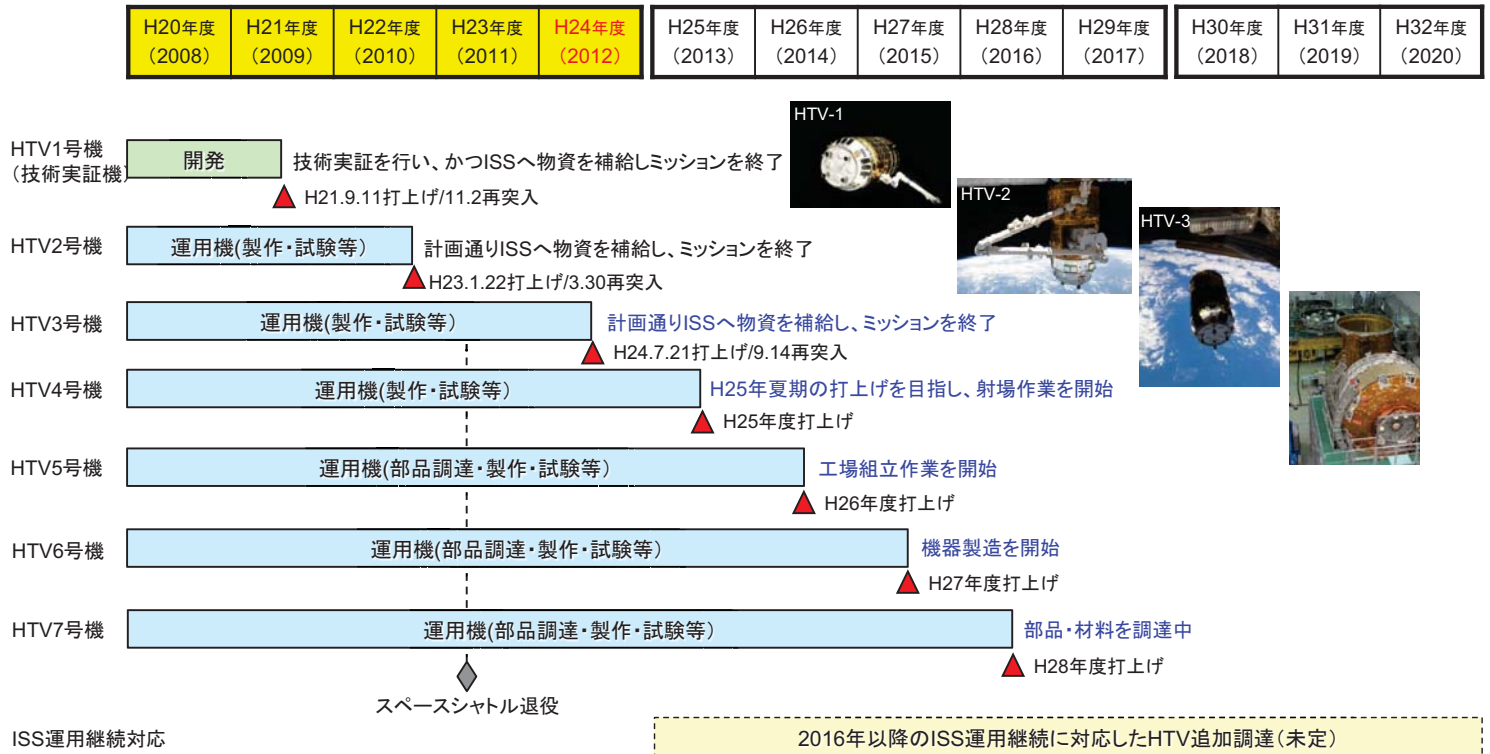 H20年度 H21年度 H22年度 H23年度 H24年度 H25年度 H26年度 H27年度 H28年度 H29年度 H30年度 H31年度 H32年度
(2008) (2009) (2010) (2011) (2012) (2013) (2014) (2015) (2016) (2017) (2018) (2019) (2020)
HTV-1
HTV1号機
(技術実証機)
開発
技術実証を行い、かつISSへ物資を補給しミッションを終了
H21.9.11打上げ/11.2再突入
HTV-2
HTV-3
HTV2号機
運用機(製作・試験等)
計画通りISSへ物資を補給し、ミッションを終了
H23.1.22打上げ/3.30再突入
HTV3号機
運用機(製作・試験等)
計画通りISSへ物資を補給し、ミッションを終了
H24.7.21打上げ/9.14再突入
HTV4号機
運用機(製作・試験等)
H25年夏期の打上げを目指し、射場作業を開始
H25年度打上げ
HTV5号機
運用機(部品調達・製作・試験等)
工場組立作業を開始
H26年度打上げ
HTV6号機
運用機(部品調達・製作・試験等)
機器製造を開始
H27年度打上げ
HTV7号機
運用機(部品調達・製作・試験等)
部品・材料を調達中
H28年度打上げ
スペースシャトル退役
ISS運用継続対応
2016年以降のISS運用継続に対応したHTV追加調達(未定)